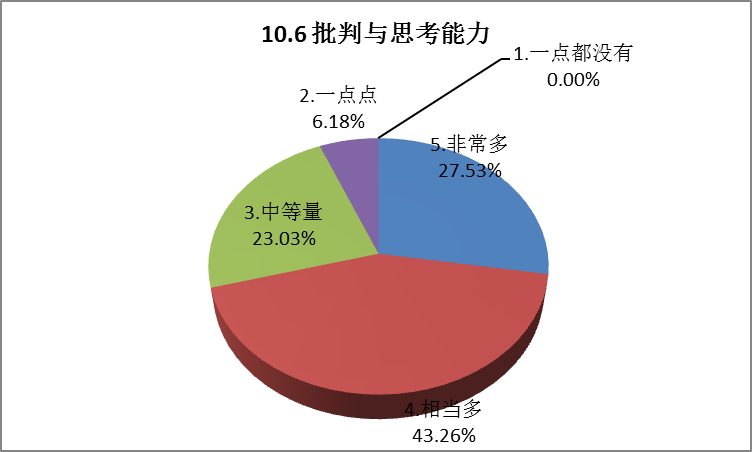 10.6 批判与思考能力
1.一点都没有
0.00%
2.一点点
6.18%
5.非常多
27.53%
3.中等量
23.03%
4.相当多
43.26%